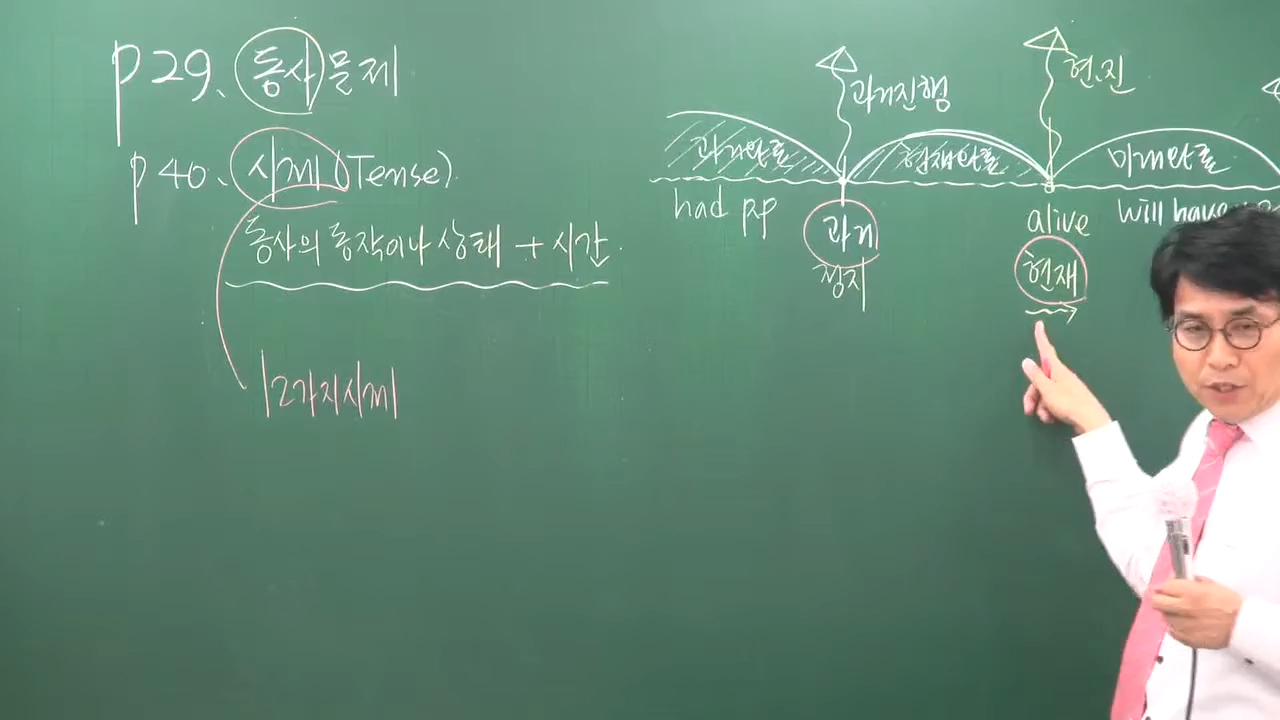 p29. 동사문제
p40. 시제 (Tense).
동사의 동작이나 상태 + 시간.
12가지시제
과거진행
현.진
과거완료
현재완료
미래완료
had pp
과거
정지
alive
현재
will have